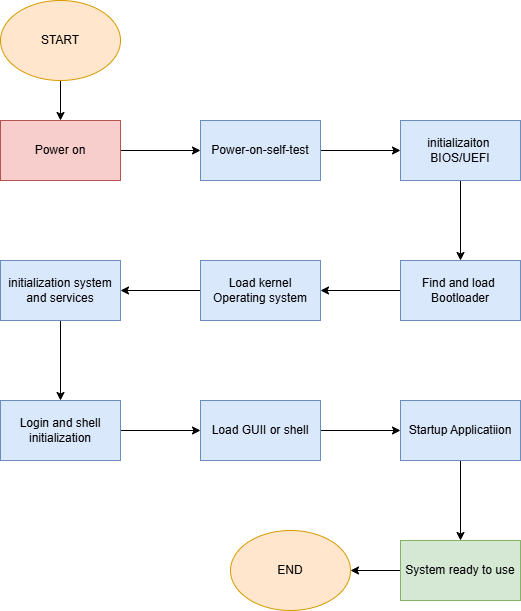 START
Power on
Power-on-self-test
initializaiton
BIOS/UEFI
Find and load
Bootloader
Load kernel
Operating system
initialization system
and services
Login and shell
initialization
Load GUII or shell
Startup Applicatiion
System ready to use
END